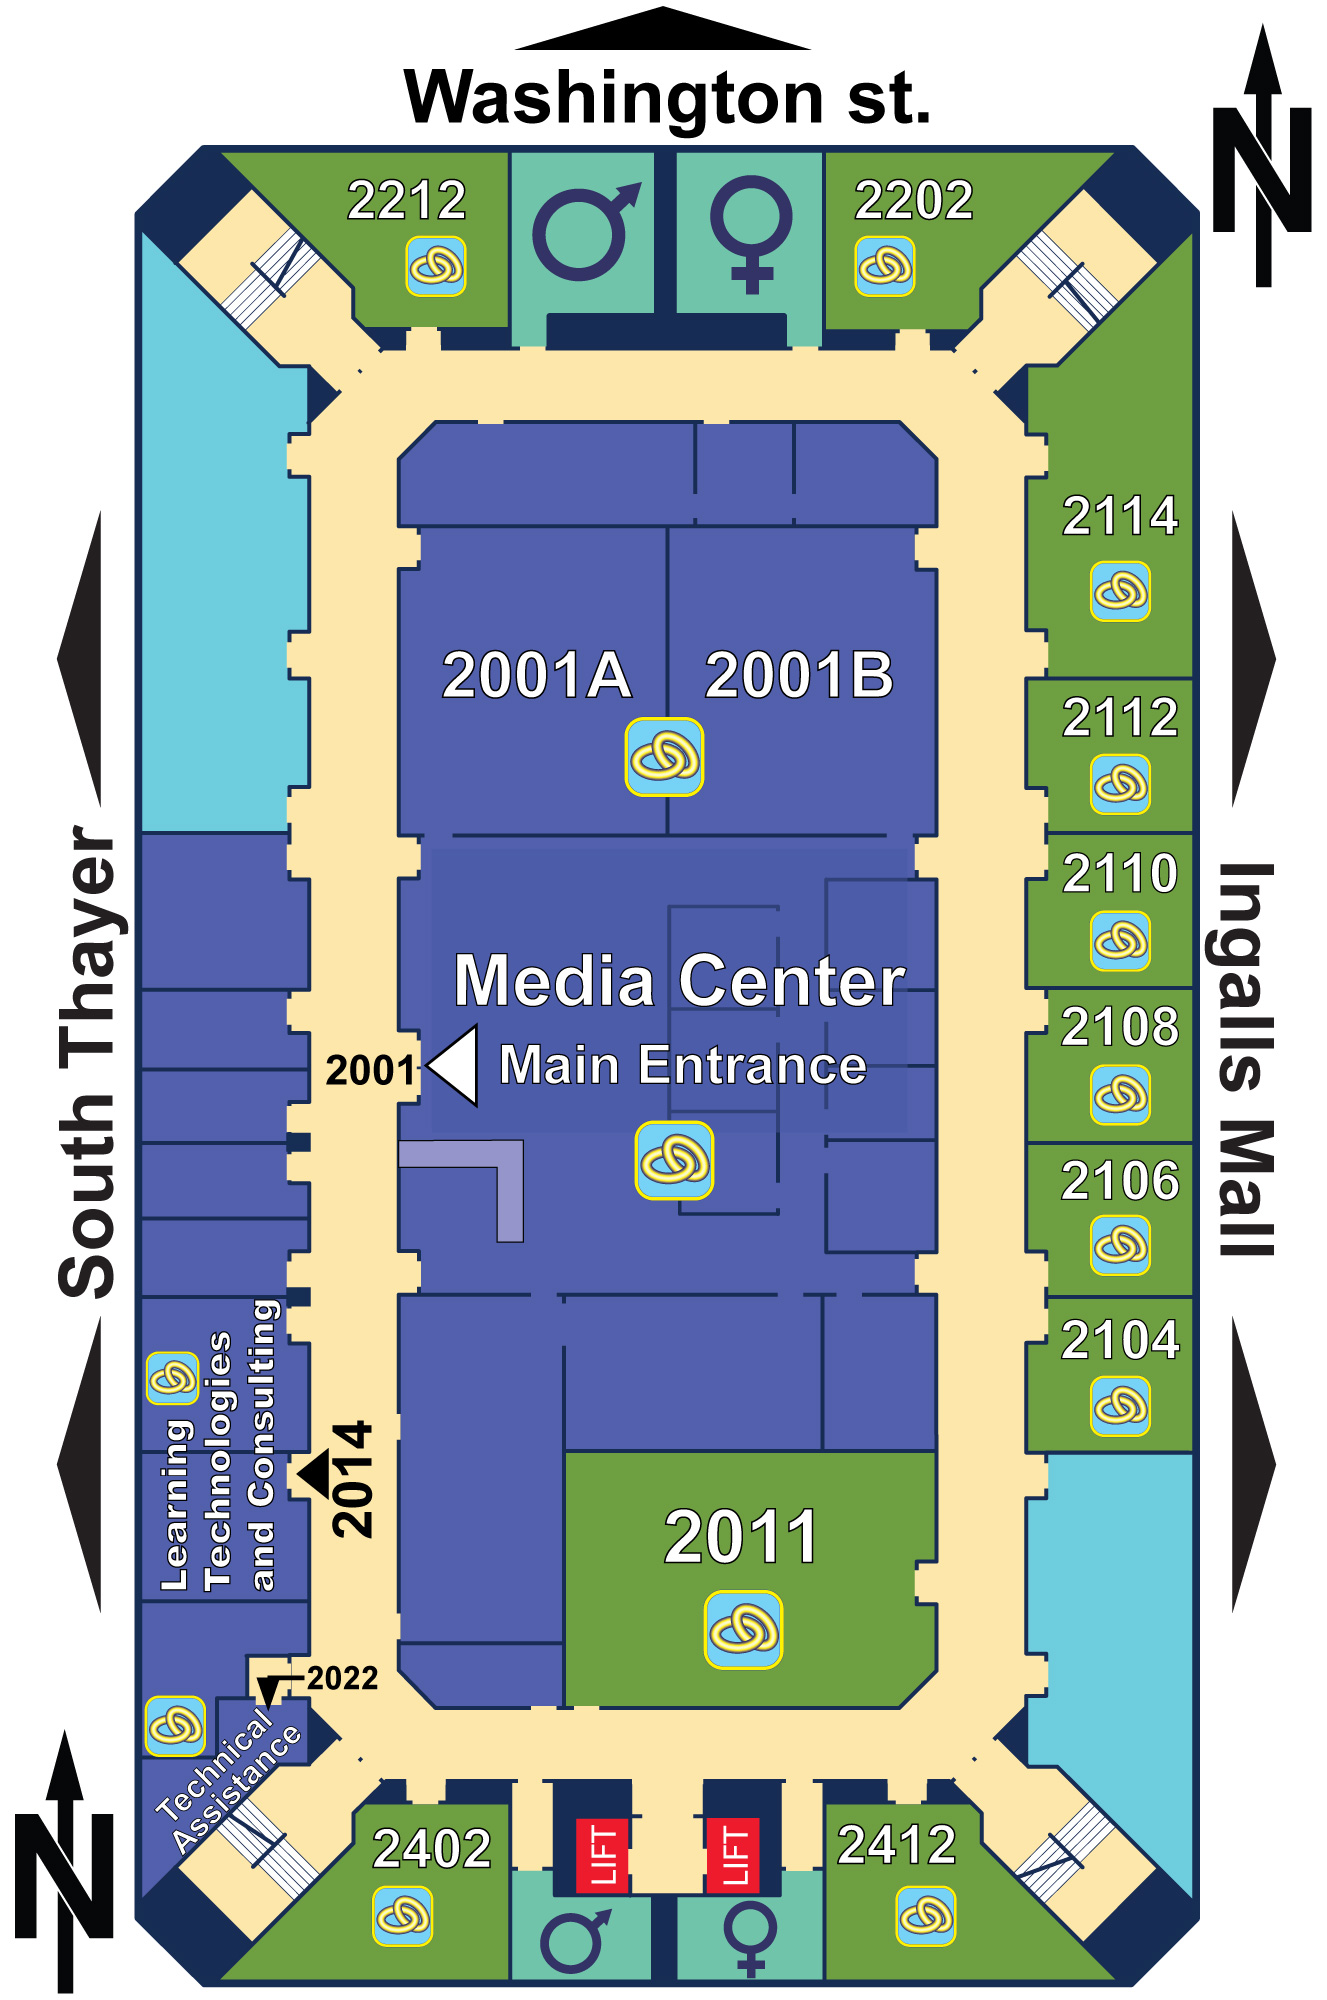 Washington st.
N
2212
2202
2114
2001A
2001B
2112
2110
Media Center
2108
2001
Main Entrance
South Thayer
Ingalls Mall
2106
2104
Learning
Technologies
and Consulting
2014
2011
2022
Technical
Assistance
N
2402
LIFT
LIFT
2412